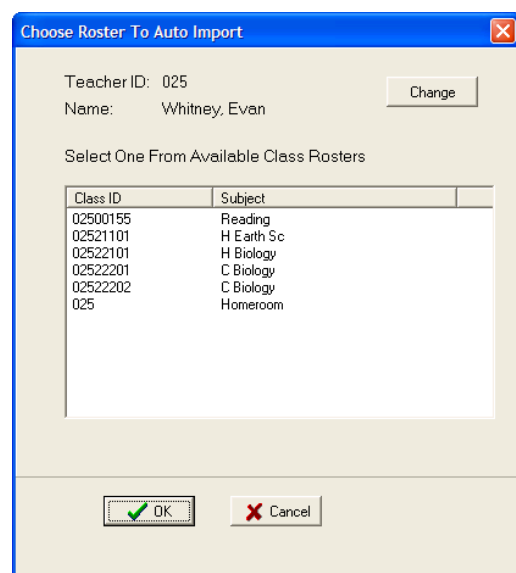 Choose Roster To Auto Import
Teacher ID: 025
Change
Name: Whitney, Evan
Select One From Available Class Rosters
Class ID Subject
02500155 Reading
02521101 H Earth Sc
02522101 H Biology
02522201 C Biology
02522202 C Biology
025 Homeroom
OK Cancel